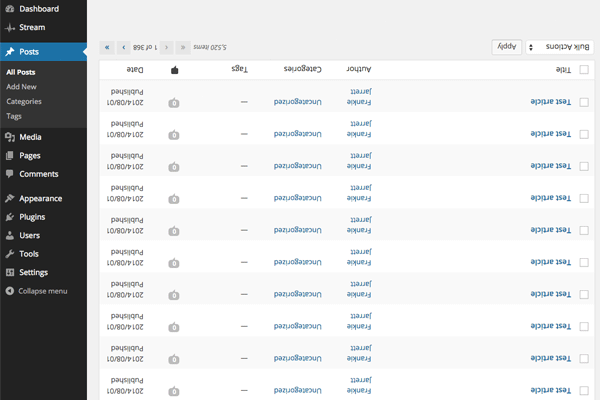 Dashboard
Stream
Posts
All Posts
Add New
Categories
Tags
Media
Pages
Comments
Appearance
Plugins
Users
Tools
Settings
Collapse menu
Test article Frankie Uncategorized — 0 2014/08/01
Jarrett Published
Test article Frankie Uncategorized — 0 2014/08/01
Jarrett Published
Test article Frankie Uncategorized — 0 2014/08/01
Jarrett Published
Test article Frankie Uncategorized — 0 2014/08/01
Jarrett Published
Test article Frankie Uncategorized — 0 2014/08/01
Jarrett Published
Test article Frankie Uncategorized — 0 2014/08/01
Jarrett Published
Test article Frankie Uncategorized — 0 2014/08/01
Jarrett Published
Test article Frankie Uncategorized — 0 2014/08/01
Jarrett Published
Test article Frankie Uncategorized — 0 2014/08/01
Jarrett Published
Test article Frankie Uncategorized — 0 2014/08/01
Jarrett Published
Title Author Categories Tags Date
Bulk Actions Apply 5,520 items « ‹ 1 of 368 › »